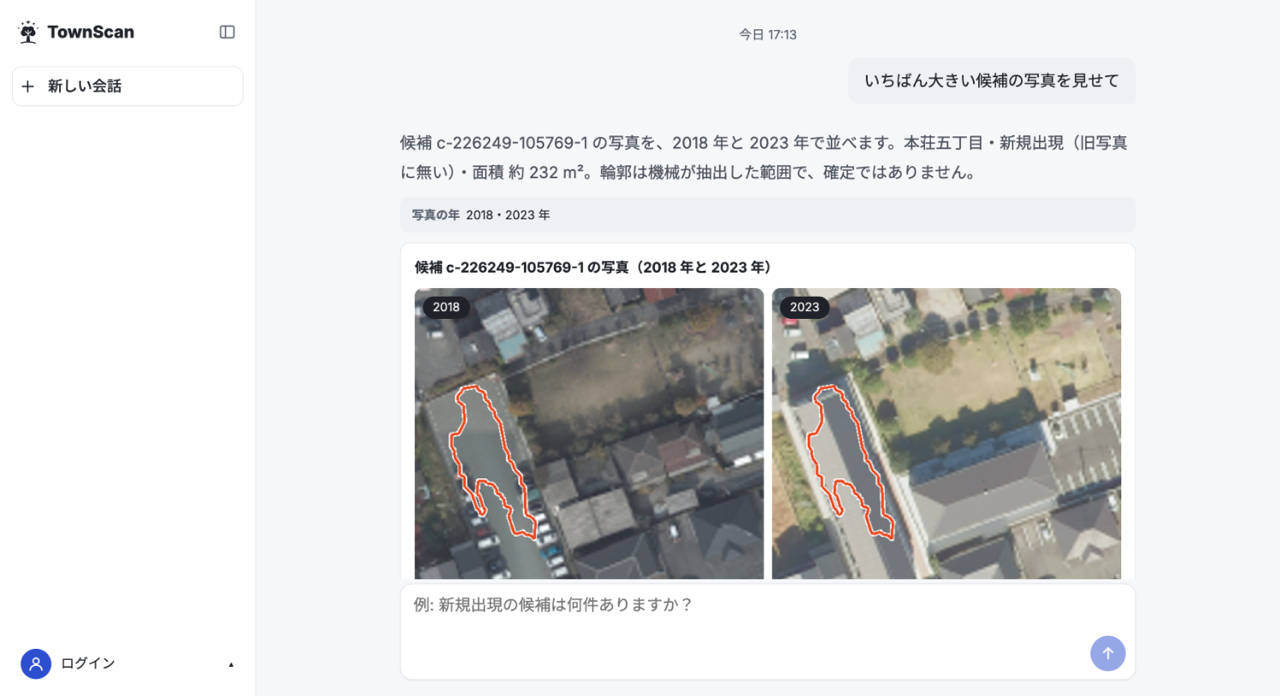 TownScan
新しい会話
今日 17:13
いちばん大きい候補の写真を見せて
候補 c-226249-105769-1 の写真を、2018 年と 2023 年で並べます。本荘五丁目・新規出現（旧写真
に無い）・面積 約 232 m²。輪郭は機械が抽出した範囲で、確定ではありません。
写真の年 2018・2023 年
候補 c-226249-105769-1 の写真（2018 年と 2023 年）
2018
2023
例: 新規出現の候補は何件ありますか？
ログイン